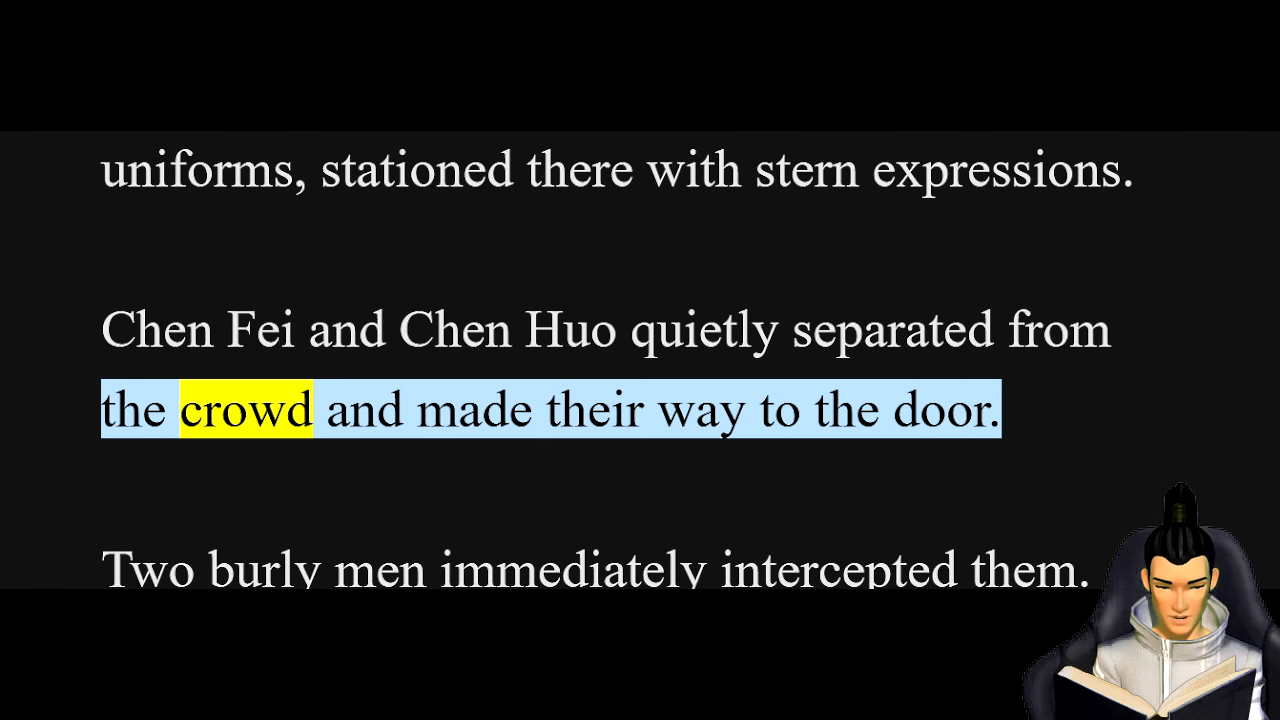 uniforms, stationed there with stern expressions.
Chen Fei and Chen Huo quietly separated from
the crowd and made their way to the door.
Two burly men immediately intercepted them.